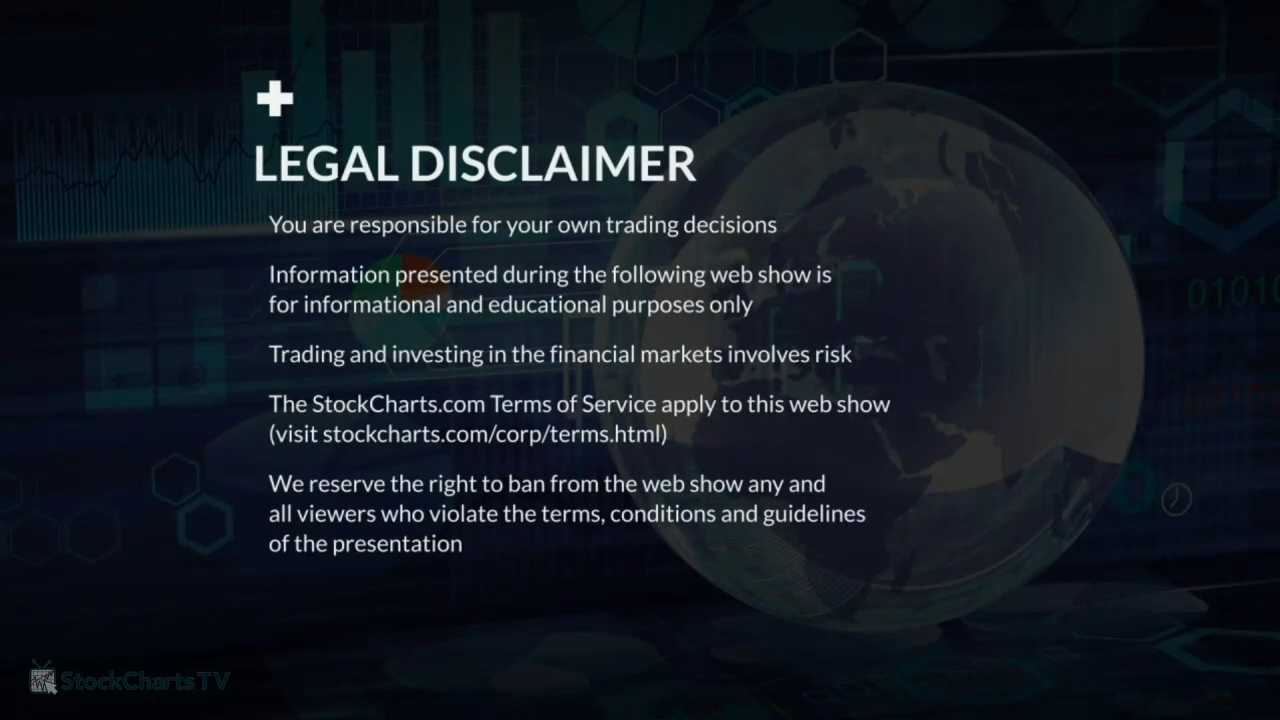 LEGAL DISCLAIMER
You are responsible for your own trading decisions
Information presented during the following web show is
for informational and educational purposes only
Trading and investing in the financial markets involves risk
The StockCharts.com Terms of Service apply to this web show
(visit stockcharts.com/corp/terms.html)
We reserve the right to ban from the web show any and
all viewers who violate the terms, conditions and guidelines
of the presentation
0101
StockChartsTV